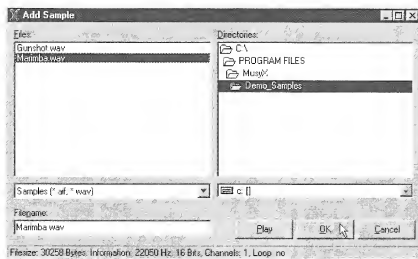 Add Sample
Files:
Gunshot.wav
Marimba.wav
Directories:
C:\
PROGRAM FILES
MusyX
Demo_Samples
Samples (*.aif, *.wav)
c: []
Filename:
Marimba.wav
Play
OK
Cancel
Filesize: 30258 Bytes, Information: 22050 Hz, 16 Bits, Channels: 1, Loop: no